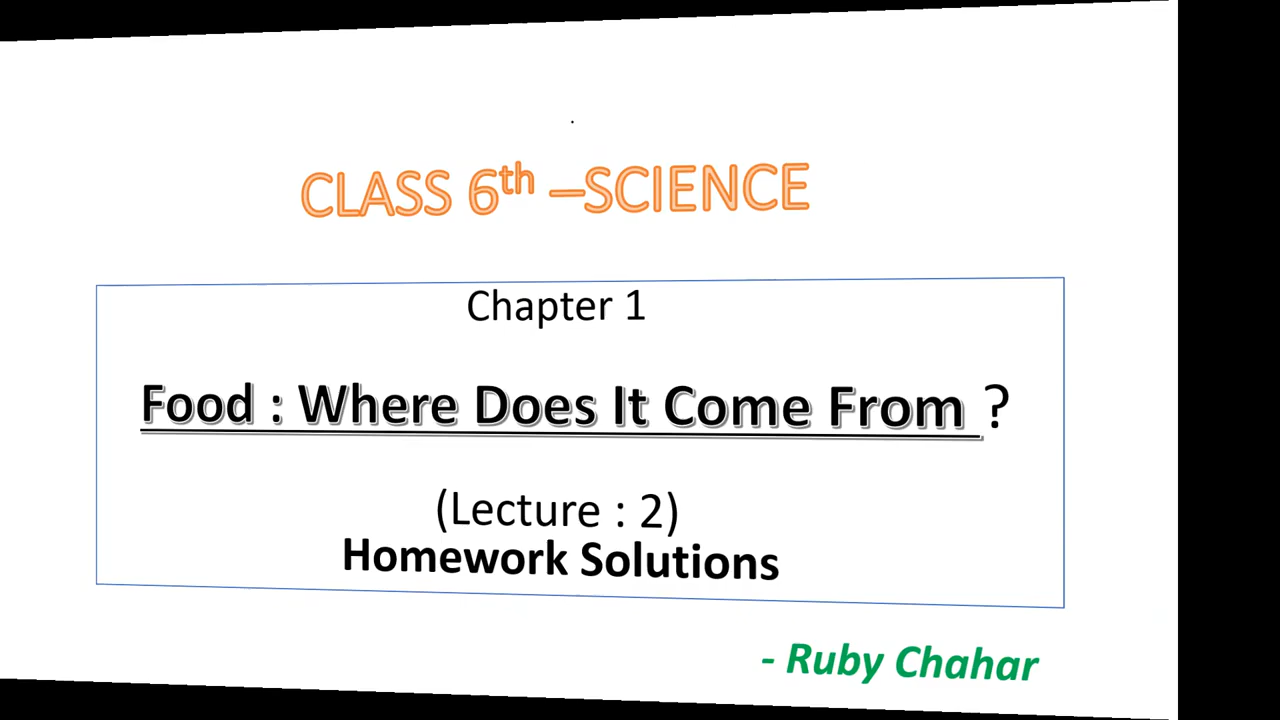 CLASS 6th –SCIENCE
Chapter 1
Food : Where Does It Come From ?
(Lecture : 2)
Homework Solutions
- Ruby Chahar